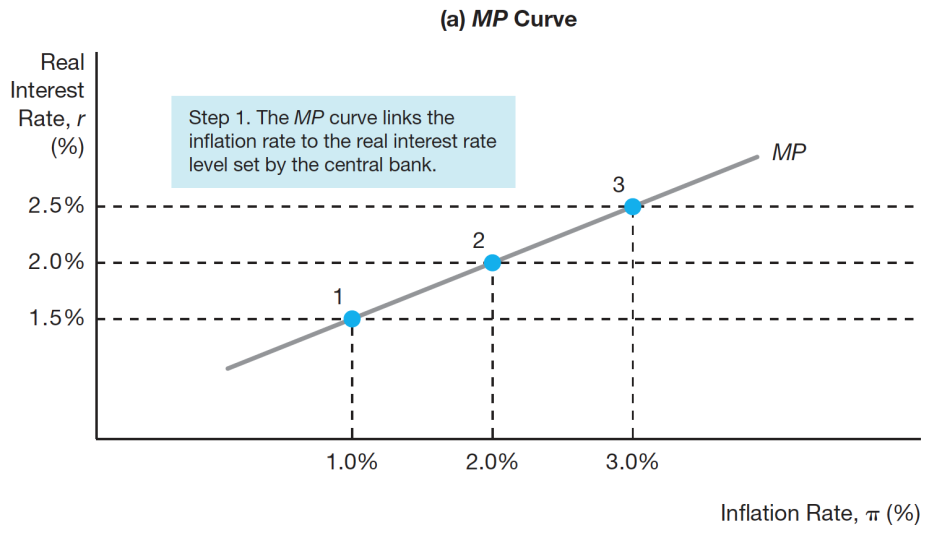 (a) MP Curve
Real
Interest
Rate, r
(%)
Step 1. The MP curve links the
inflation rate to the real interest rate
level set by the central bank.
MP
3
2.5%
2
2.0%
1
1.5%
1.0%
2.0%
3.0%
Inflation Rate, π (%)